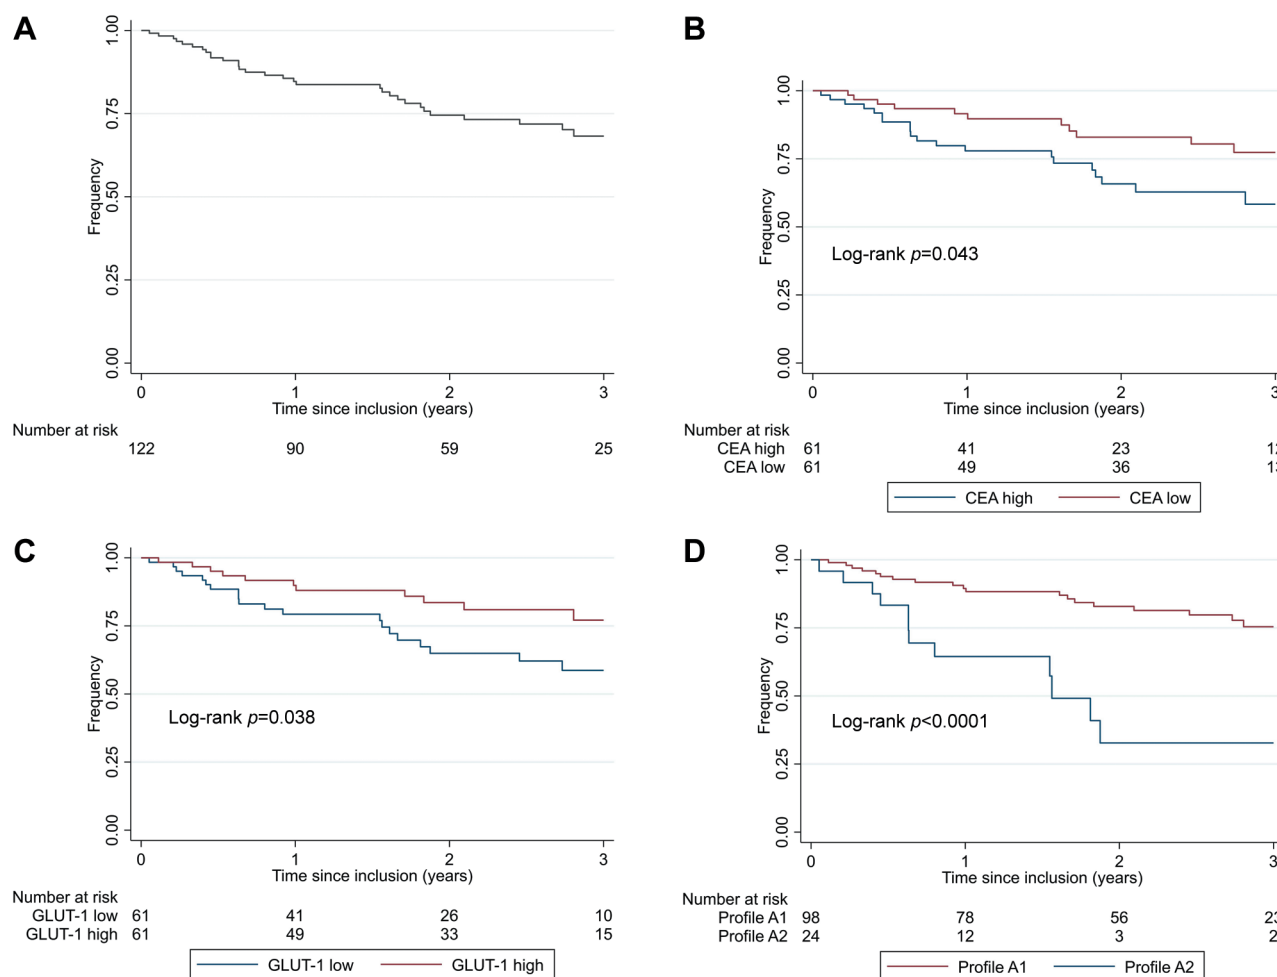 A
Frequency
1.00
0.75
0.50
0.25
0.00
0 1 2 3
Time since inclusion (years)
Number at risk
122 90 59 25
B
Frequency
1.00
0.75
0.50
0.25
0.00
Log-rank p=0.043
0 1 2 3
Time since inclusion (years)
Number at risk
CEA high 61 41 23
CEA low 61 49 36
CEA high CEA low
C
Frequency
1.00
0.75
0.50
0.25
0.00
Log-rank p=0.038
0 1 2 3
Time since inclusion (years)
Number at risk
GLUT-1 low 61 41 26 10
GLUT-1 high 61 49 33 15
GLUT-1 low GLUT-1 high
D
Frequency
1.00
0.75
0.50
0.25
0.00
Log-rank p<0.0001
0 1 2 3
Time since inclusion (years)
Number at risk
Profile A1 98 78 56 23
Profile A2 24 12 3 2
Profile A1 Profile A2